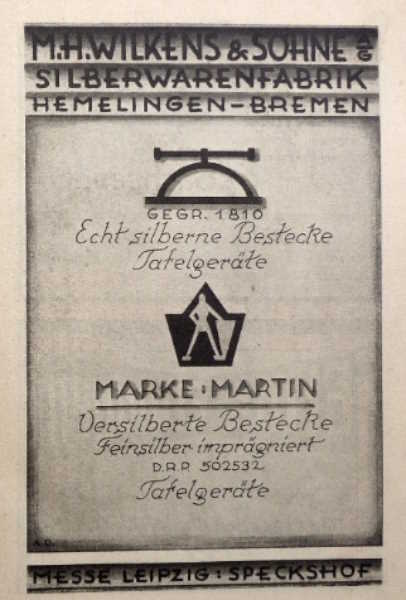 M.H.WILKENS & SÖHNE A-G
SILBERWARENFABRIK
HEMELINGEN-BREMEN
GEGR. 1810
Echt silberne Bestecke
Tafelgeräte
MARKE: MARTIN
Versilberte Bestecke
Feinsilber imprägniert
D.R.P. 502532
Tafelgeräte
MESSE LEIPZIG: SPECKSHOF